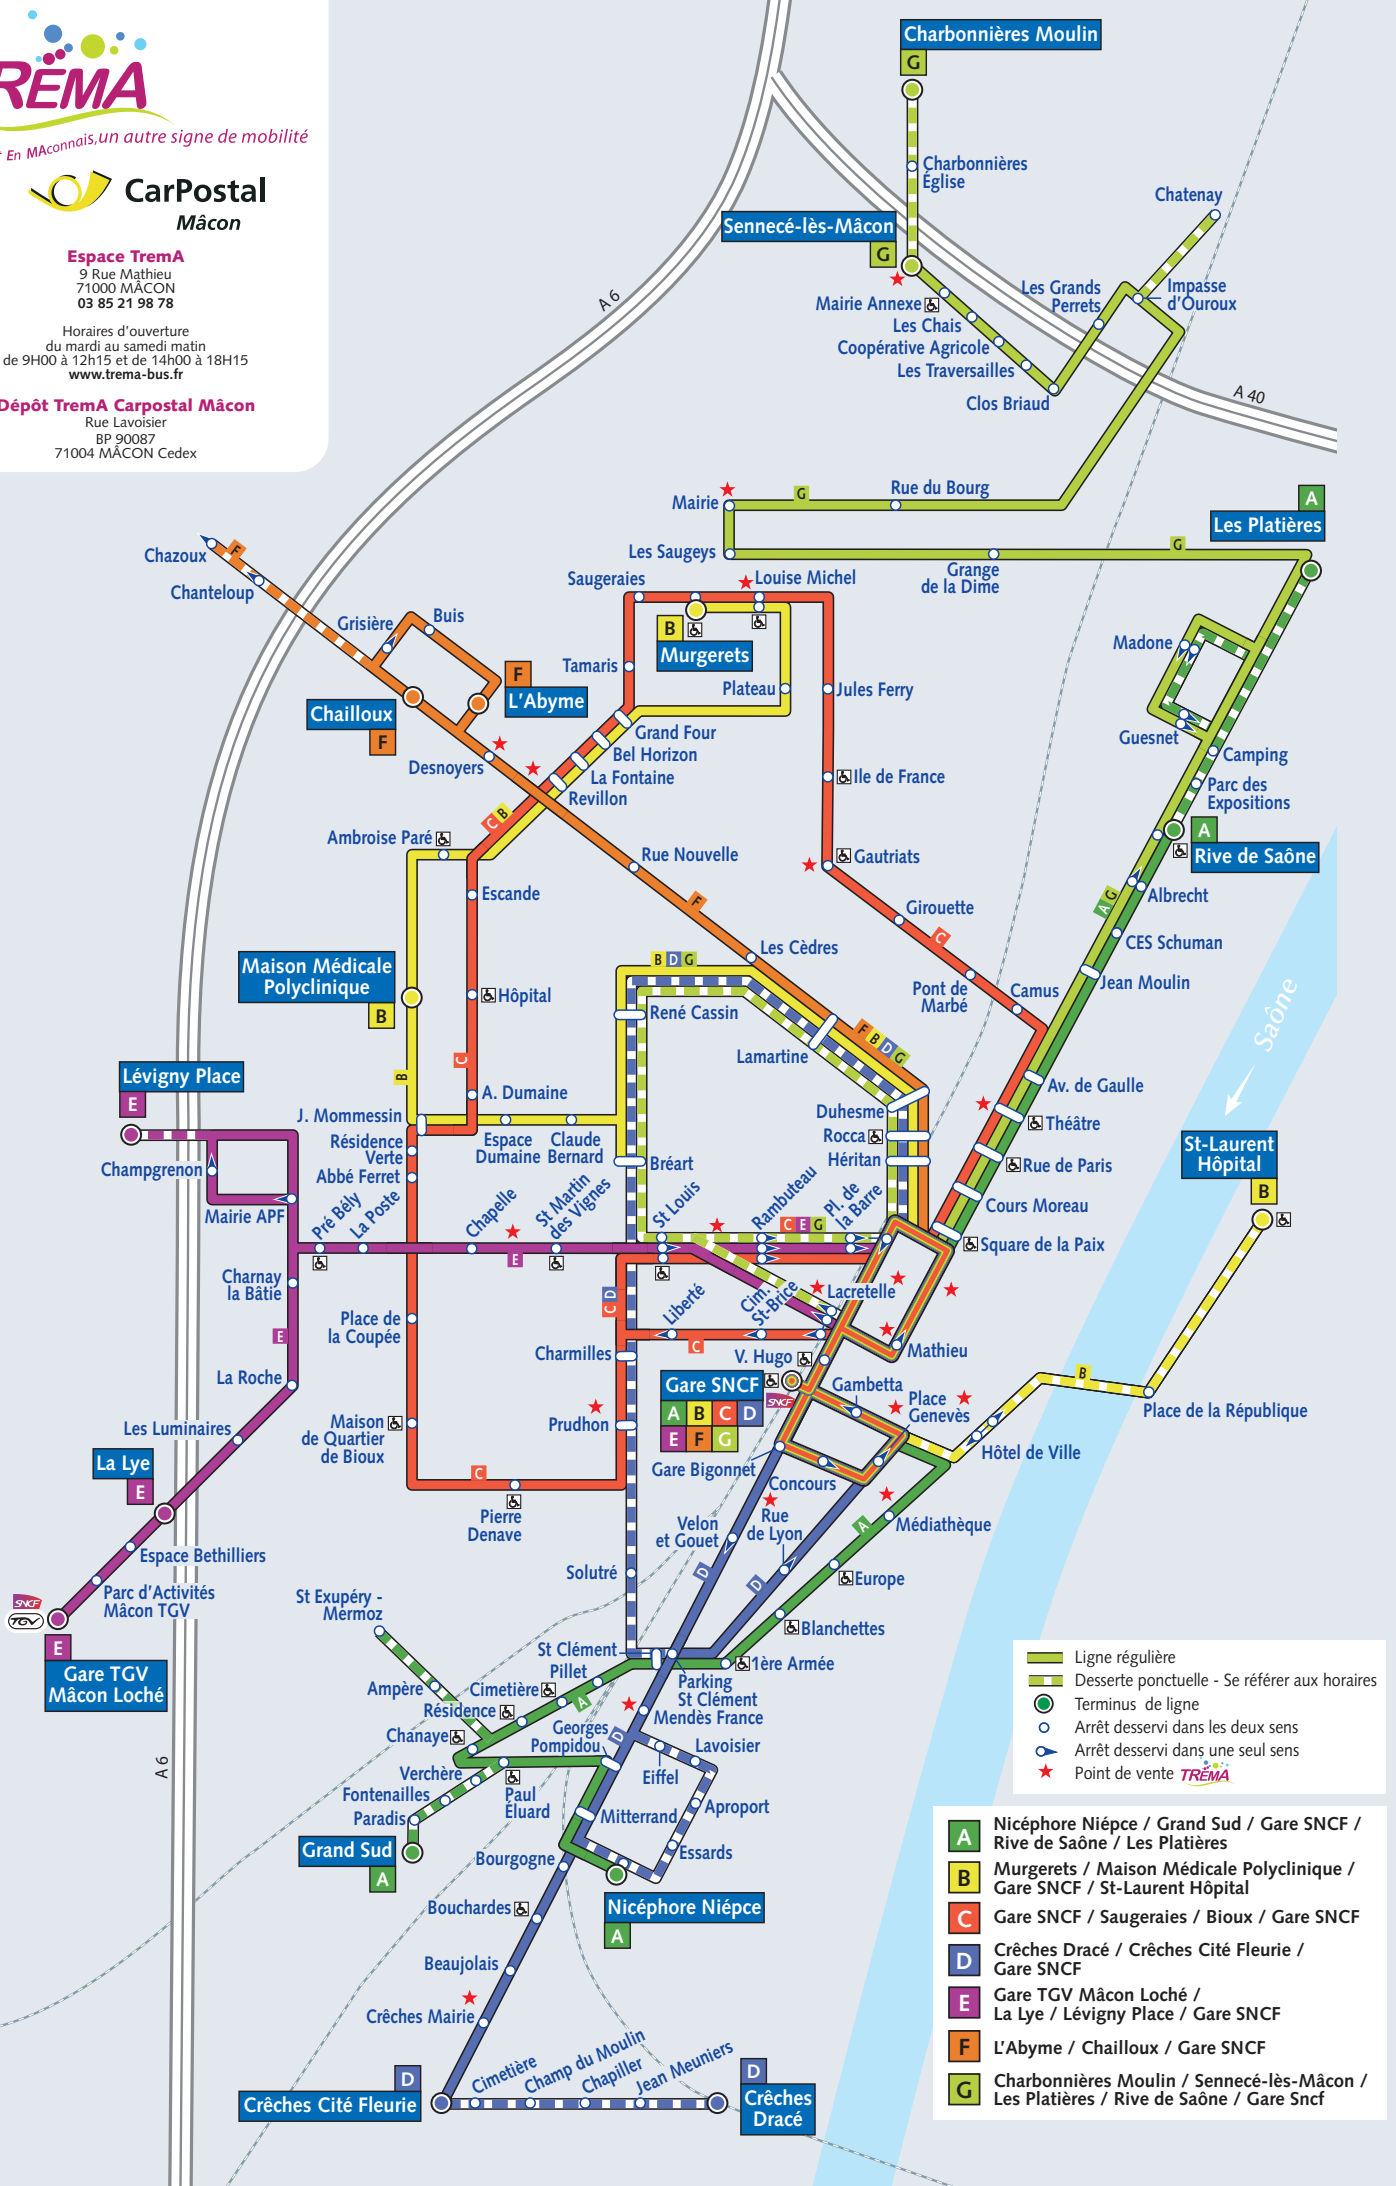 RÉMA
En MAconnais, un autre signe de mobilité
CarPostal
Mâcon
Espace TremA
9 Rue Mathieu
71000 MÂCON
03 85 21 98 78
Horaires d'ouverture
du mardi au samedi matin
de 9H00 à 12h15 et de 14h00 à 18H15
www.trema-bus.fr
Dépôt TremA Carpostal Mâcon
Rue Lavoisier
BP 90087
71004 MÂCON Cedex
Charbonnières Moulin
G
Charbonnières
Église
Chatenay
Sennecé-lès-Mâcon
G
Mairie Annexe
Les Chais
Coopérative Agricole
Les Traversailles
Clos Briaud
Les Grands
Perrets
Impasse
d'Ouroux
A 6
A 40
Mairie
G
Rue du Bourg
A
Les Platières
Les Saugeys
Grange
de la Dime
G
Chazoux
F
Chanteloup
Grisière
Buis
F
L'Abyme
Chailloux
F
Desnoyers
Saugeraies
Louise Michel
B
Murgerets
Tamaris
Plateau
Jules Ferry
Grand Four
Bel Horizon
La Fontaine
Revillon
C B
Ile de France
Gautriats
Madone
Guesnet
Camping
Parc des
Expositions
A
Rive de Saône
Ambroise Paré
Escande
Rue Nouvelle
F
Les Cèdres
Girouette
C
Pont de
Marbé
Camus
A G
Albrecht
CES Schuman
Jean Moulin
Maison Médicale
Polyclinique
B
Hôpital
C
B
B D G
René Cassin
Lamartine
F B D G
Saône
Lévigny Place
E
Champgrenon
Mairie APF
J. Mommessin
A. Dumaine
Résidence
Verte
Abbé Ferret
Espace
Dumaine
Claude
Bernard
Bréart
Duhesme
Rocca
Héritan
Av. de Gaulle
Théâtre
Rue de Paris
Cours Moreau
Square de la Paix
St-Laurent
Hôpital
B
Pré Bély
La Poste
Chapelle
E
St Martin
des Vignes
St Louis
Rambuteau
C E G
Pl. de
la Barre
Charnay
la Bâtie
E
La Roche
Place de
la Coupée
C D
Liberté
C
Cim.
St-Brice
Lacretelle
Mathieu
Charmilles
V. Hugo
Gare SNCF
A B C D
E F G
SNCF
Gambetta
Place
Genevès
B
Place de la République
Hôtel de Ville
Les Luminaires
La Lye
E
Maison
de Quartier
de Bioux
C
Pierre
Denave
Prudhon
Gare Bigonnet
Concours
Velon
et Gouet
Rue
de Lyon
Médiathèque
A
D
D
Europe
Blanchettes
Espace Bethilliers
Parc d'Activités
Mâcon TGV
SNCF
TGV
E
Gare TGV
Mâcon Loché
Solutré
St Exupéry -
Mermoz
St Clément
1ère Armée
Parking
St Clément
Mendès France
Ampère
Pillet
Cimetière
Résidence
A
Chanaye
Georges
Pompidou
D
Lavoisier
Eiffel
Aproport
Essards
Verchère
Fontenailles
Paradis
Paul
Éluard
Mitterrand
A 6
Grand Sud
A
Bourgogne
Nicéphore Niépce
A
Bouchardes
Beaujolais
Crêches Mairie
D
Crêches Cité Fleurie
Cimetière
Champ du Moulin
Chapiller
Jean Meuniers
D
Crêches
Dracé
Ligne régulière
Desserte ponctuelle - Se référer aux horaires
Terminus de ligne
Arrêt desservi dans les deux sens
Arrêt desservi dans une seul sens
Point de vente TRÉMA
A
Nicéphore Niépce / Grand Sud / Gare SNCF /
Rive de Saône / Les Platières
B
Murgerets / Maison Médicale Polyclinique /
Gare SNCF / St-Laurent Hôpital
C
Gare SNCF / Saugeraies / Bioux / Gare SNCF
D
Crêches Dracé / Crêches Cité Fleurie /
Gare SNCF
E
Gare TGV Mâcon Loché /
La Lye / Lévigny Place / Gare SNCF
F
L'Abyme / Chailloux / Gare SNCF
G
Charbonnières Moulin / Sennecé-lès-Mâcon /
Les Platières / Rive de Saône / Gare Sncf